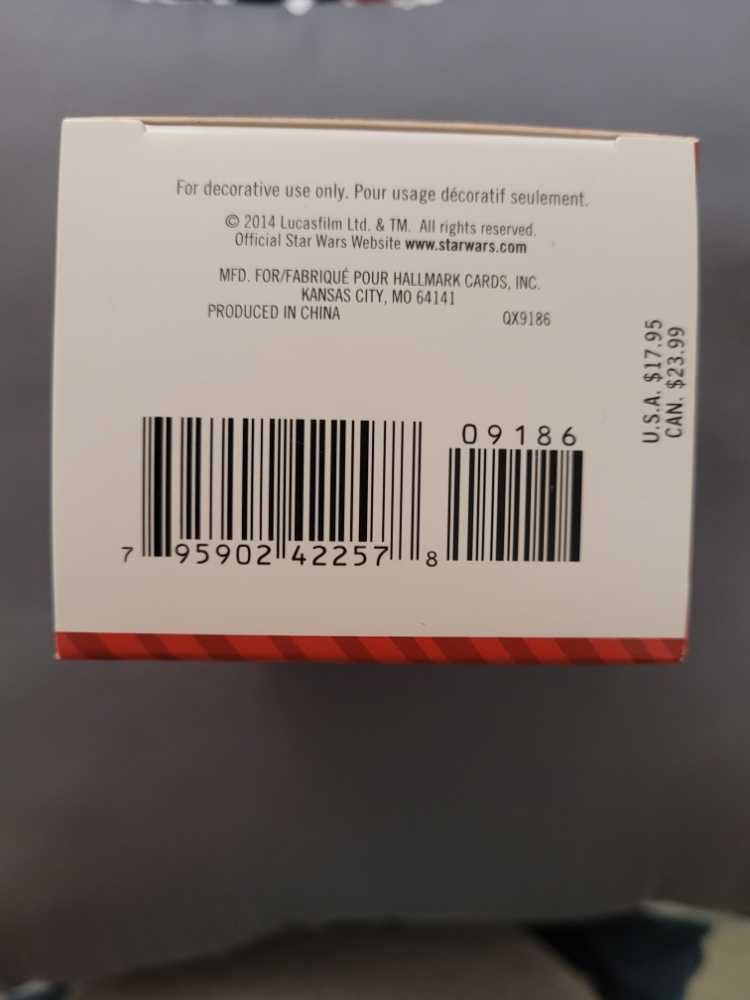 For decorative use only. Pour usage décoratif seulement.
© 2014 Lucasfilm Ltd. & TM. All rights reserved.
Official Star Wars Website www.starwars.com
MFD. FOR/FABRIQUÉ POUR HALLMARK CARDS, INC.
KANSAS CITY, MO 64141
PRODUCED IN CHINA QX9186
U.S.A. $17.95
CAN. $23.99
09186
7 95902 42257 8